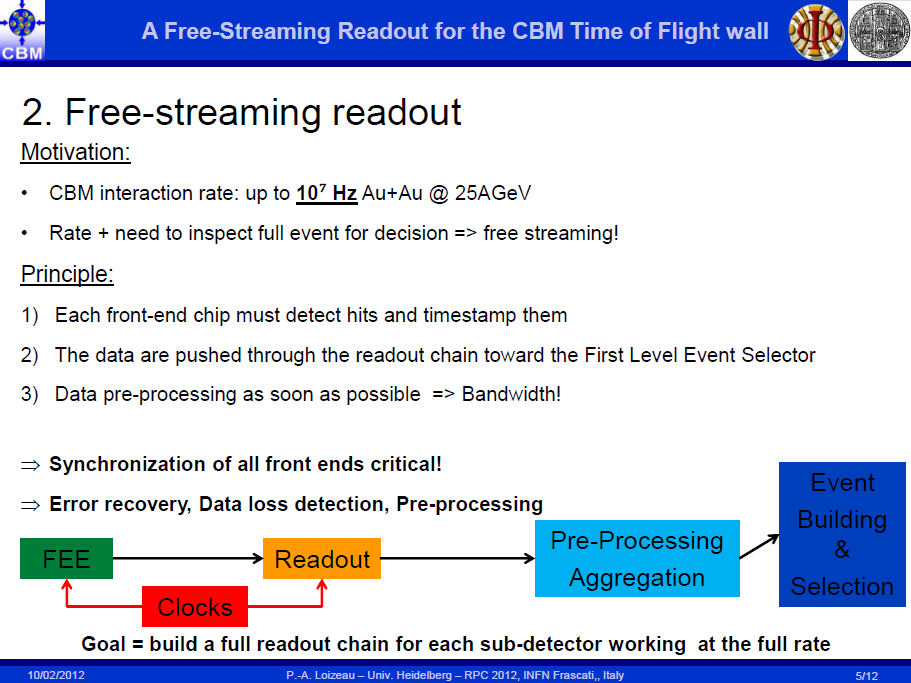 CBM
A Free-Streaming Readout for the CBM Time of Flight wall
2. Free-streaming readout
Motivation:
• CBM interaction rate: up to 10⁷ Hz Au+Au @ 25AGeV
• Rate + need to inspect full event for decision => free streaming!
Principle:
1) Each front-end chip must detect hits and timestamp them
2) The data are pushed through the readout chain toward the First Level Event Selector
3) Data pre-processing as soon as possible => Bandwidth!
⇒ Synchronization of all front ends critical!
⇒ Error recovery, Data loss detection, Pre-processing
FEE
Readout
Clocks
Pre-Processing
Aggregation
Event
Building
&
Selection
Goal = build a full readout chain for each sub-detector working at the full rate
10/02/2012
P.-A. Loizeau – Univ. Heidelberg – RPC 2012, INFN Frascati,, Italy
5/12